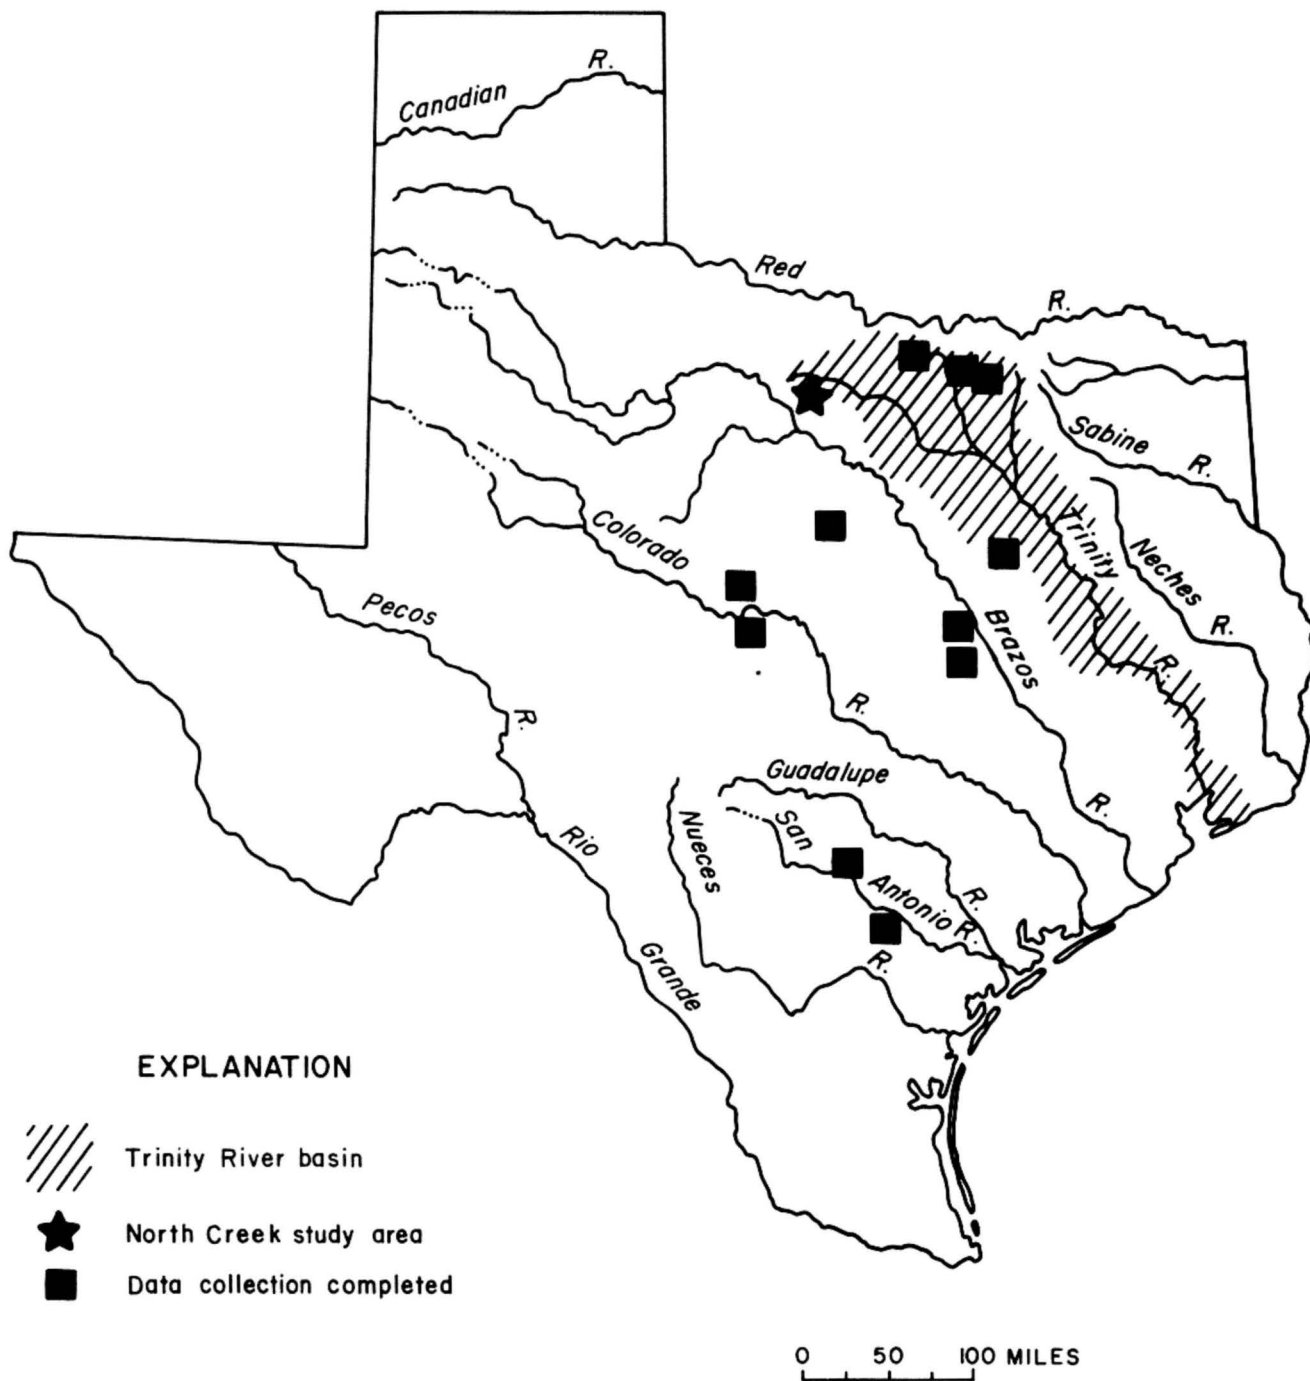 Canadian R.
Red R.
Sabine R.
Trinity R.
Neches R.
Colorado R.
Brazos R.
Pecos R.
Guadalupe R.
San Antonio R.
Nueces R.
Rio Grande
EXPLANATION
Trinity River basin
North Creek study area
Data collection completed
0 50 100 MILES